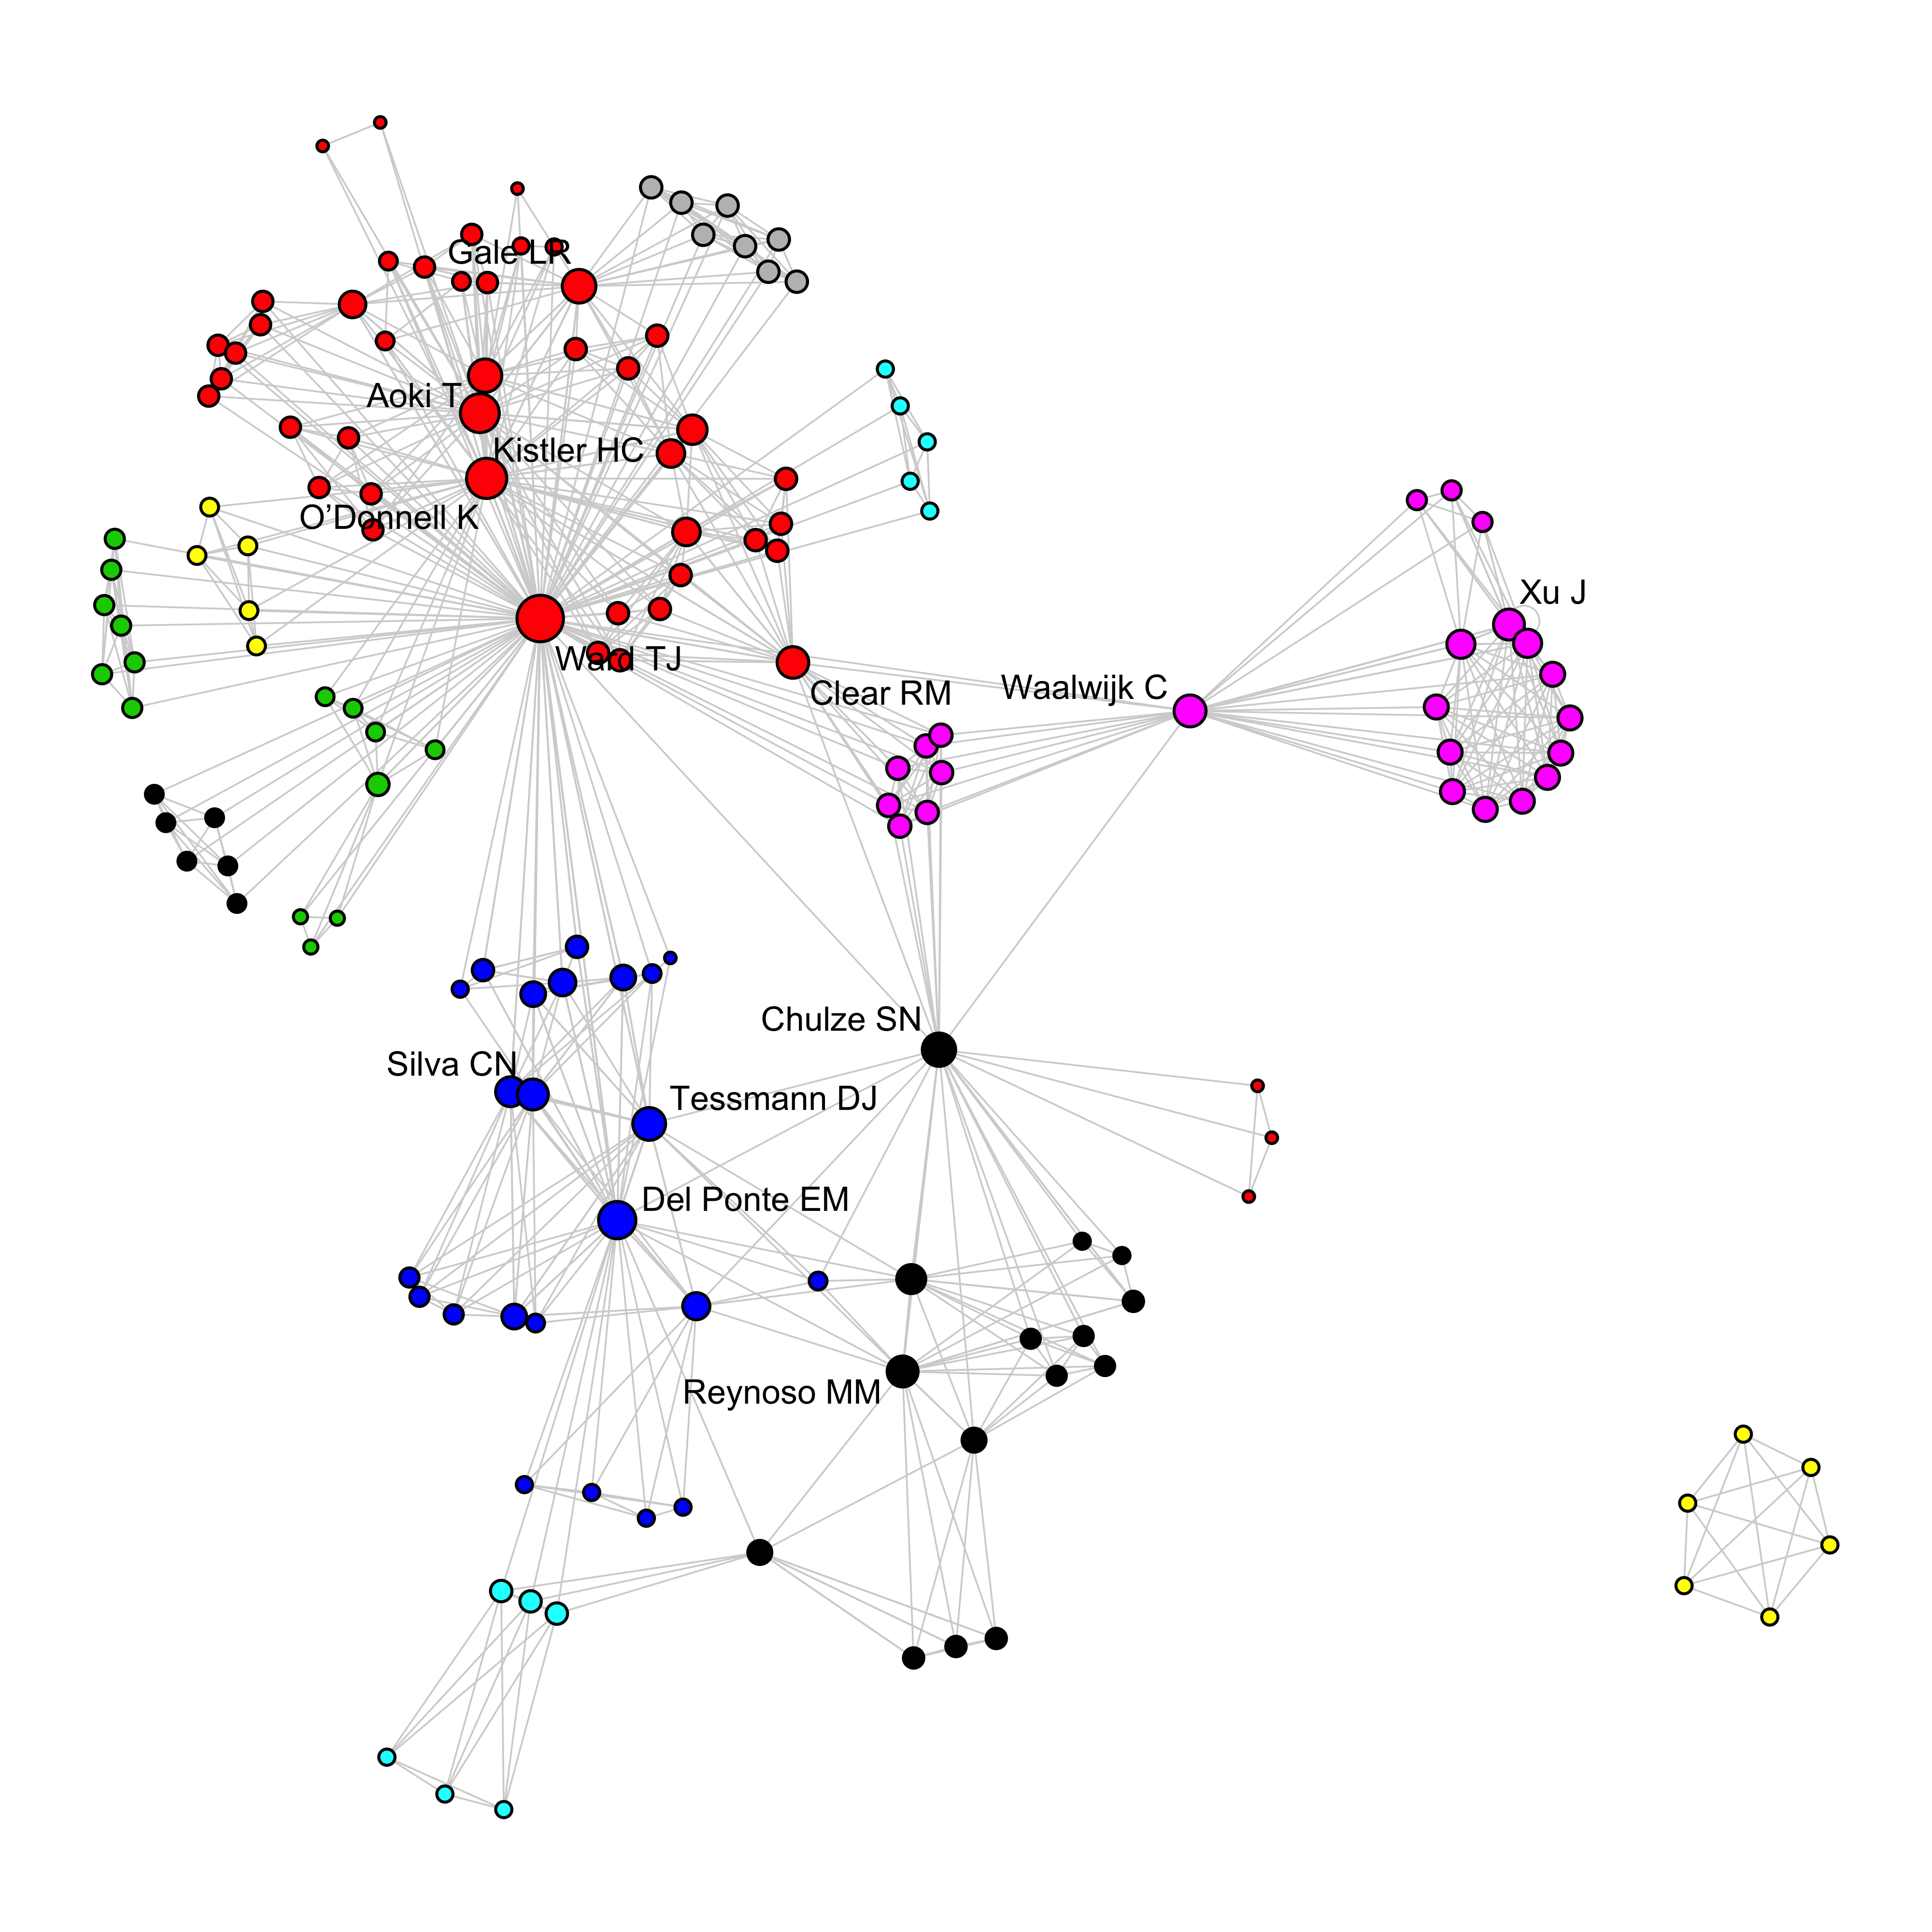 Gale LR
Aoki T
Kistler HC
O’Donnell K
Xu J
Ward TJ
Clear RM
Waalwijk C
Chulze SN
Silva CN
Tessmann DJ
Del Ponte EM
Reynoso MM